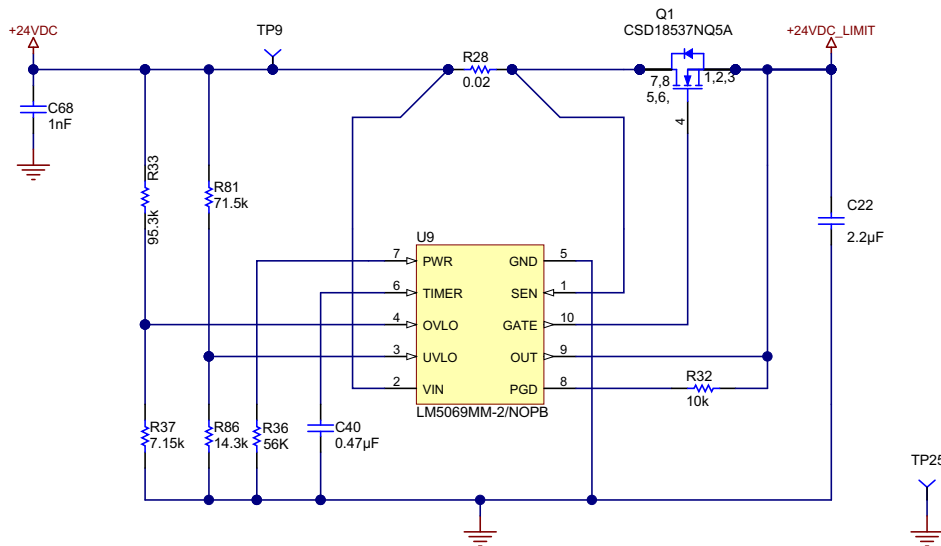 Q1
CSD18537NQ5A
+24VDC
TP9
+24VDC_LIMIT
R28
0.02
7,8
5,6,
1,2,3
4
C68
1nF
R33
95.3k
R81
71.5k
C22
2.2µF
U9
7
PWR
GND
5
6
TIMER
SEN
1
4
OVLO
GATE
10
3
UVLO
OUT
9
2
VIN
PGD
8
LM5069MM-2/NOPB
R32
10k
R37
7.15k
R86
14.3k
R36
56K
C40
0.47µF
TP25